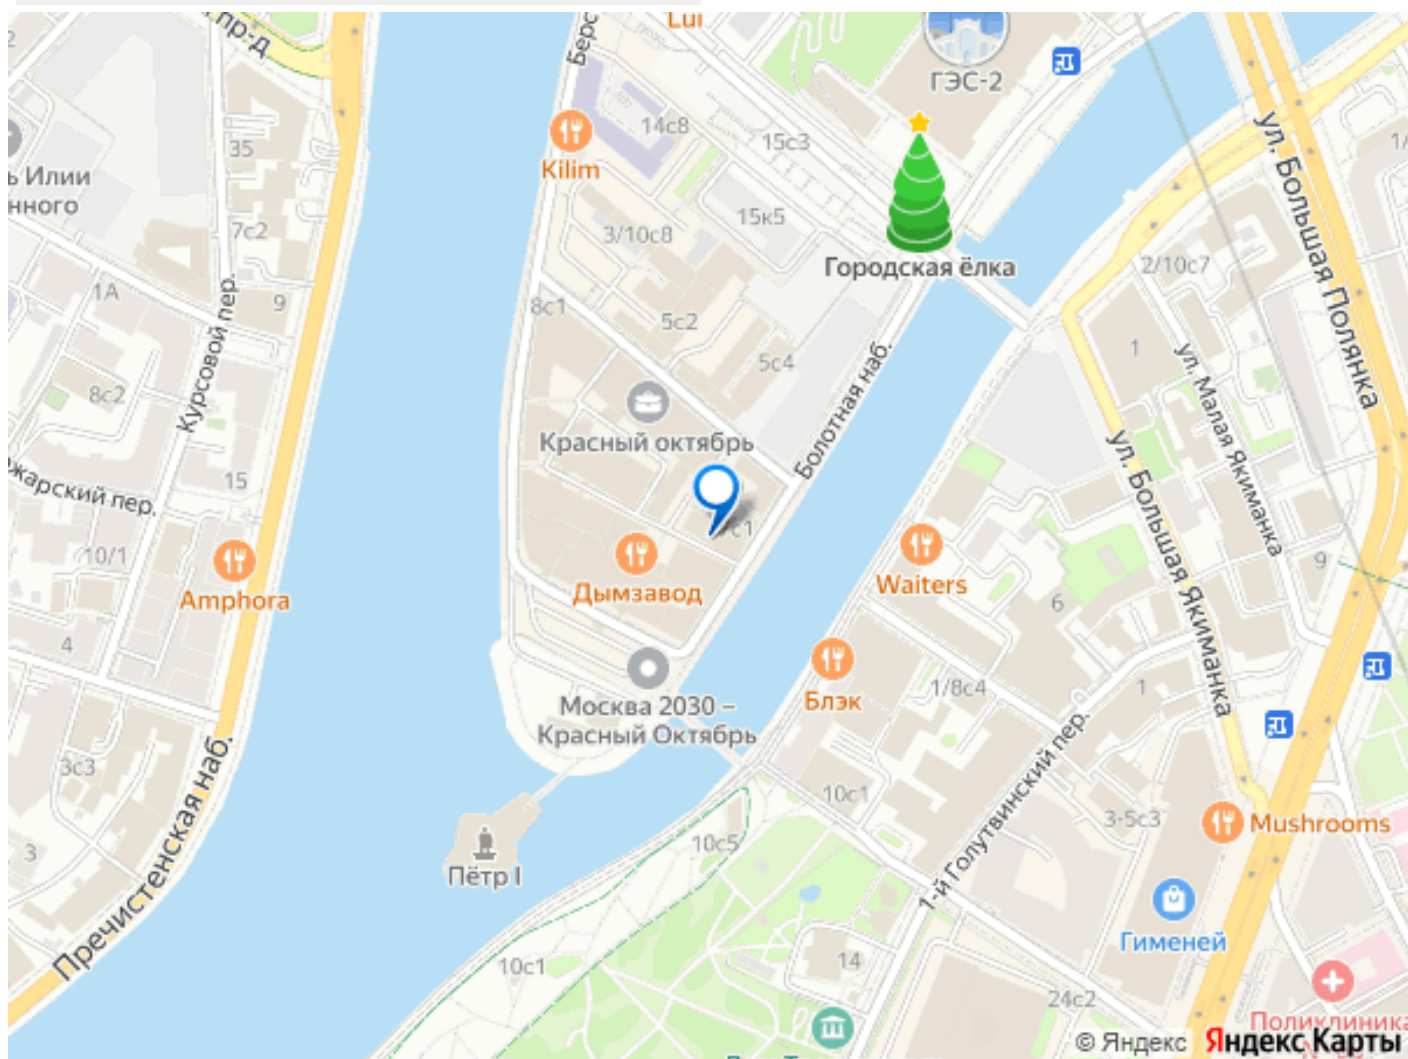 пр-д
Lui
Берс
ГЭС-2
35
14с8
15с3
Kilim
ь Илии
нного
7с2
3/10с8
15к5
Городская ёлка
2/10с7
ул. Большая Полянка
1А
9
8с1
5с2
5с4
1
ул. Малая Якиманка
Курсовой пер.
8с2
Красный октябрь
Болотная наб.
15
жарский пер.
10/1
с1
Дымзавод
Amphora
Waiters
9
6
ул. Большая Якиманка
4
Москва 2030 –
Красный Октябрь
Блэк
1/8с4
1
3с3
Пречистенская наб.
10с1
3-5с3
Mushrooms
1-й Голутвинский пер.
10с5
3
Пётр I
Гименей
10с1
14
24с2
Поликлиника
© Яндекс
Яндекс Карты